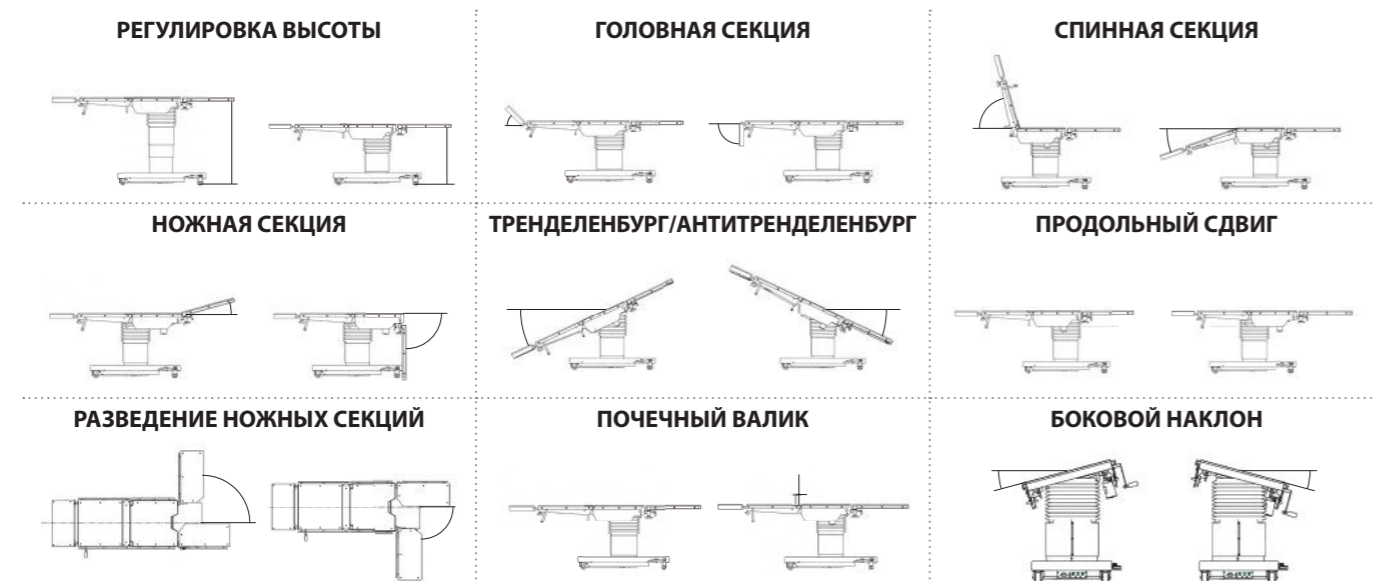 РЕГУЛИРОВКА ВЫСОТЫ
ГОЛОВНАЯ СЕКЦИЯ
СПИННАЯ СЕКЦИЯ
НОЖНАЯ СЕКЦИЯ
ТРЕНДЕЛЕНБУРГ/АНТИТРЕНДЕЛЕНБУРГ
ПРОДОЛЬНЫЙ СДВИГ
РАЗВЕДЕНИЕ НОЖНЫХ СЕКЦИЙ
ПОЧЕЧНЫЙ ВАЛИК
БОКОВОЙ НАКЛОН